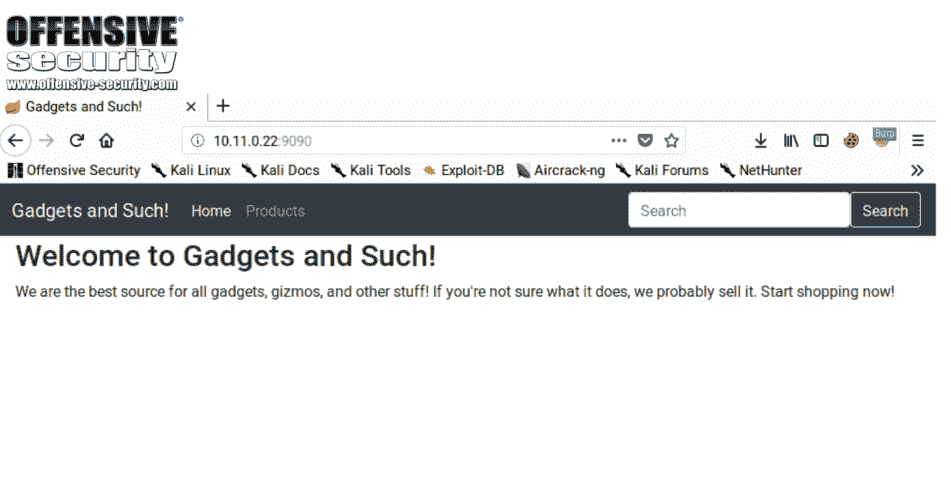 OFFENSIVE®
security
www.offensive-security.com
Gadgets and Such!
10.11.0.22:9090
Burp
Offensive Security Kali Linux Kali Docs Kali Tools Exploit-DB Aircrack-ng Kali Forums NetHunter
Gadgets and Such! Home Products Search Search
Welcome to Gadgets and Such!
We are the best source for all gadgets, gizmos, and other stuff! If you're not sure what it does, we probably sell it. Start shopping now!